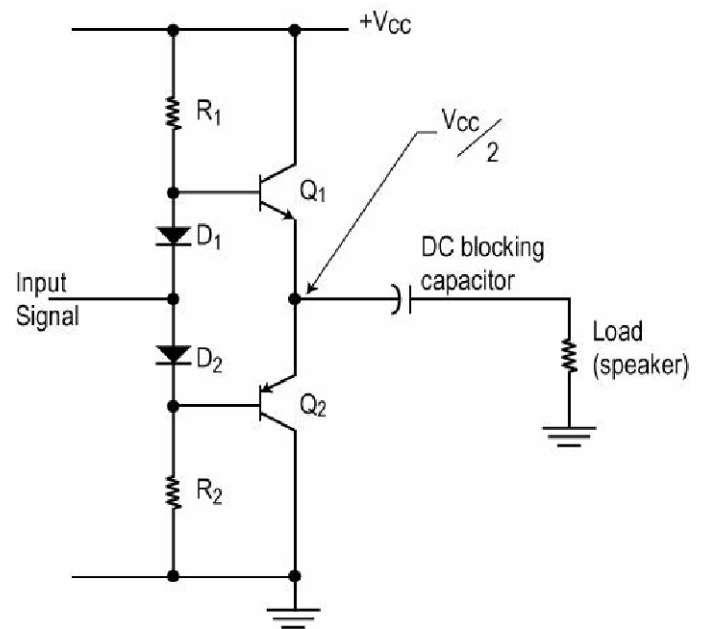 +VCC
R1
VCC/2
Q1
D1
DC blocking
capacitor
Input
Signal
Load
(speaker)
D2
Q2
R2